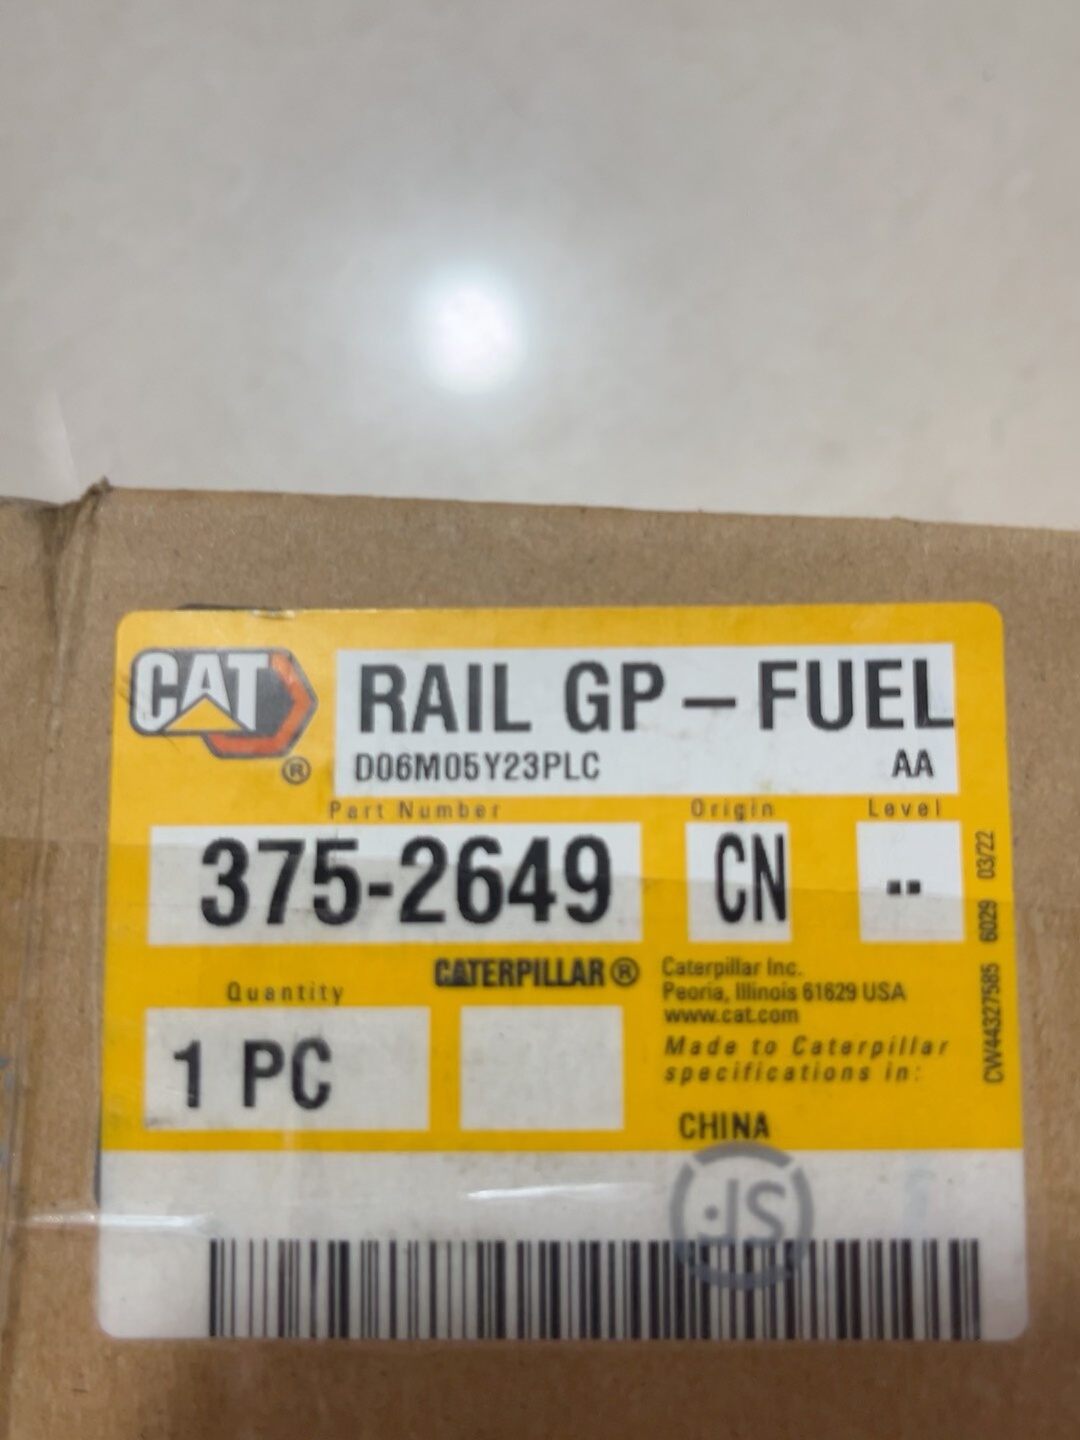 CAT
®
RAIL GP – FUEL
D06M05Y23PLC AA
Part Number Origin Level
375-2649 CN --
CATERPILLAR®
Caterpillar Inc.
Peoria, Illinois 61629 USA
www.cat.com
Quantity
1 PC
Made to Caterpillar
specifications in:
CHINA
CW44327585 6029 03/22